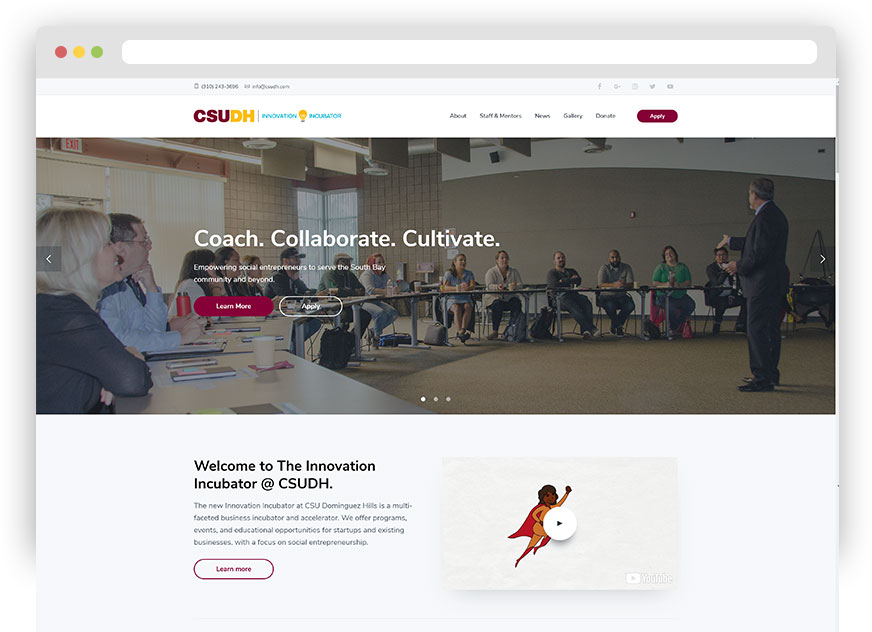 (310) 243-3696 info@csudh.com
CSUDH INNOVATION INCUBATOR
About Staff & Mentors News Gallery Donate Apply
EXIT
Coach. Collaborate. Cultivate.
Empowering social entrepreneurs to serve the South Bay
community and beyond.
Learn More Apply
Welcome to The Innovation
Incubator @ CSUDH.
The new Innovation Incubator at CSU Dominguez Hills is a multi-
faceted business incubator and accelerator. We offer programs,
events, and educational opportunities for startups and existing
businesses, with a focus on social entrepreneurship.
Learn more
YouTube